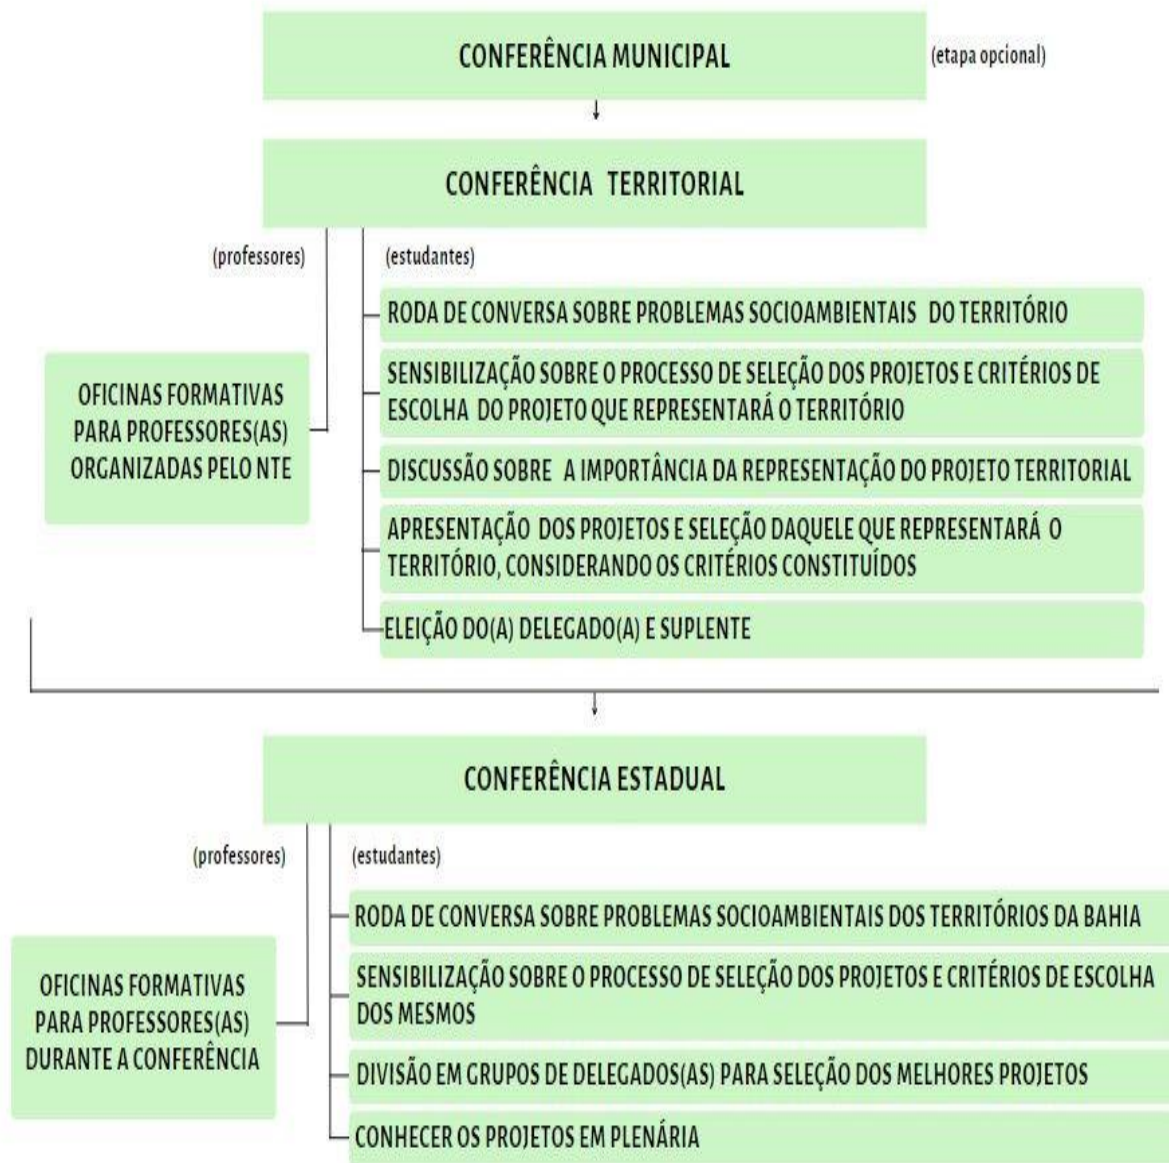 CONFERÊNCIA MUNICIPAL
(etapa opcional)
CONFERÊNCIA TERRITORIAL
(professores)
(estudantes)
OFICINAS FORMATIVAS
PARA PROFESSORES(AS)
ORGANIZADAS PELO NTE
RODA DE CONVERSA SOBRE PROBLEMAS SOCIOAMBIENTAIS DO TERRITÓRIO
SENSIBILIZAÇÃO SOBRE O PROCESSO DE SELEÇÃO DOS PROJETOS E CRITÉRIOS DE
ESCOLHA DO PROJETO QUE REPRESENTARÁ O TERRITÓRIO
DISCUSSÃO SOBRE A IMPORTÂNCIA DA REPRESENTAÇÃO DO PROJETO TERRITORIAL
APRESENTAÇÃO DOS PROJETOS E SELEÇÃO DAQUELE QUE REPRESENTARÁ O
TERRITÓRIO, CONSIDERANDO OS CRITÉRIOS CONSTITUÍDOS
ELEIÇÃO DO(A) DELEGADO(A) E SUPLENTE
CONFERÊNCIA ESTADUAL
(professores)
(estudantes)
OFICINAS FORMATIVAS
PARA PROFESSORES(AS)
DURANTE A CONFERÊNCIA
RODA DE CONVERSA SOBRE PROBLEMAS SOCIOAMBIENTAIS DOS TERRITÓRIOS DA BAHIA
SENSIBILIZAÇÃO SOBRE O PROCESSO DE SELEÇÃO DOS PROJETOS E CRITÉRIOS DE ESCOLHA
DOS MESMOS
DIVISÃO EM GRUPOS DE DELEGADOS(AS) PARA SELEÇÃO DOS MELHORES PROJETOS
CONHECER OS PROJETOS EM PLENÁRIA